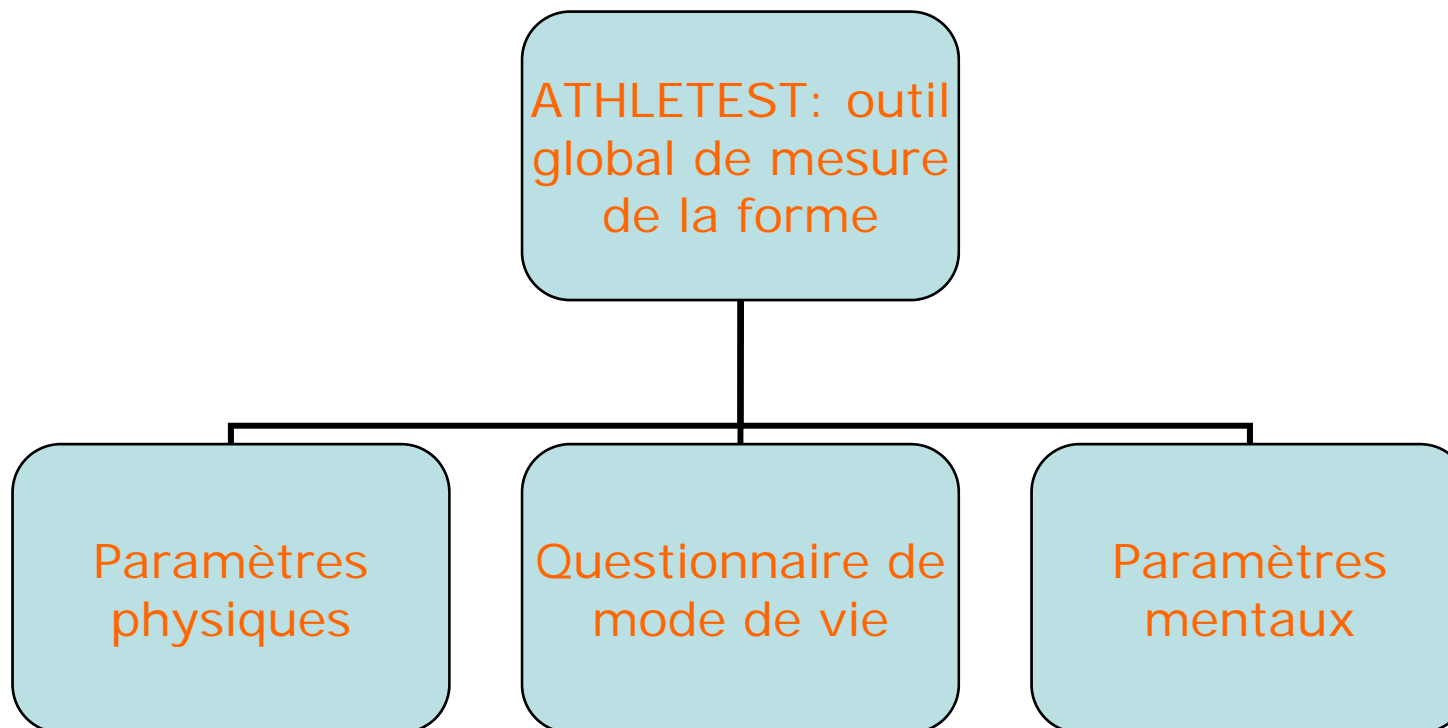 ATHLETEST: outil
global de mesure
de la forme
Paramètres
physiques
Questionnaire de
mode de vie
Paramètres
mentaux